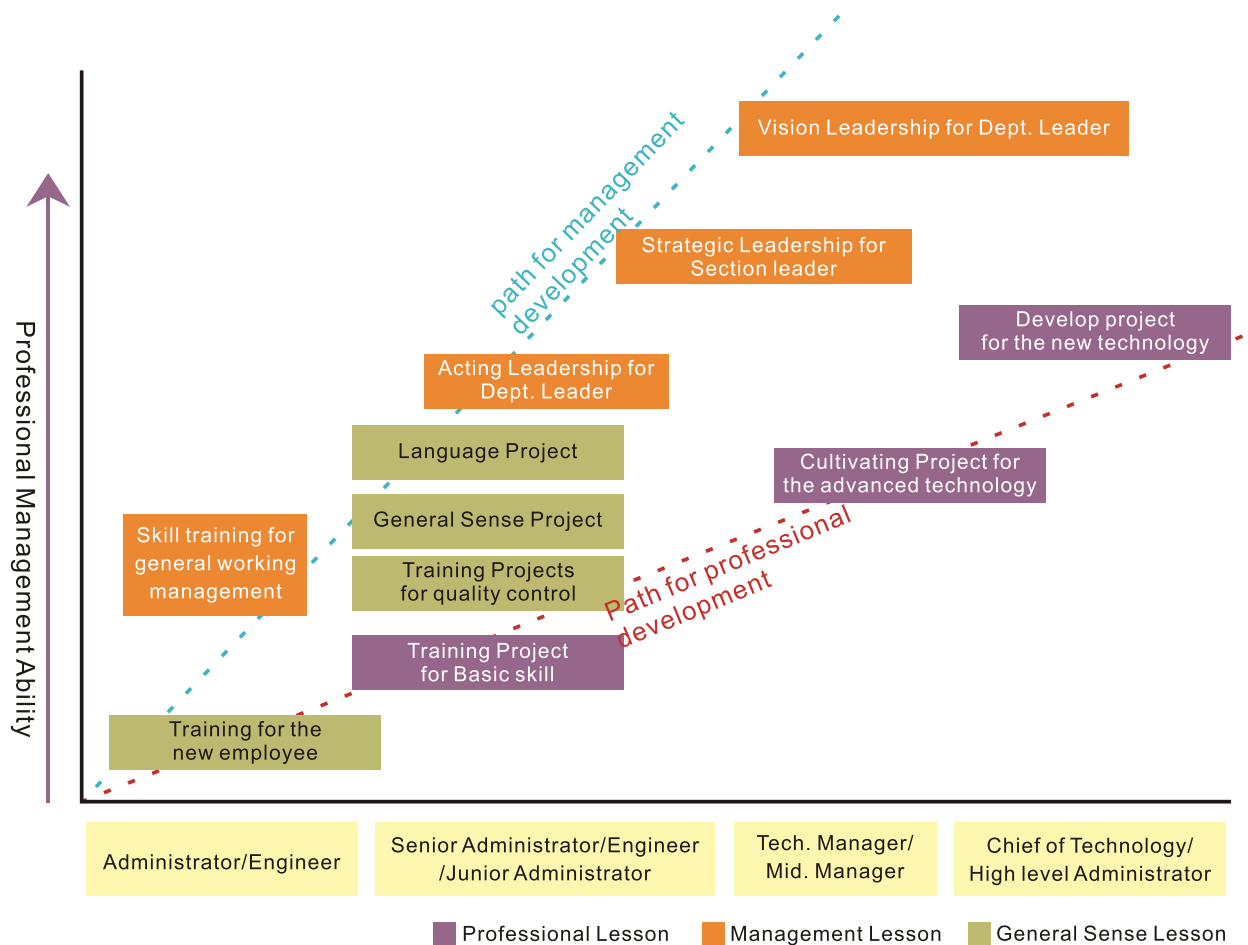 path for management
development
Vision Leadership for Dept. Leader
Strategic Leadership for
Section leader
Develop project
for the new technology
Acting Leadership for
Dept. Leader
Language Project
Cultivating Project for
the advanced technology
General Sense Project
Skill training for
general working
management
Training Projects
for quality control
Path for professional
development
Training Project
for Basic skill
Training for the
new employee
Professional Management Ability
Administrator/Engineer
Senior Administrator/Engineer
/Junior Administrator
Tech. Manager/
Mid. Manager
Chief of Technology/
High level Administrator
Professional Lesson
Management Lesson
General Sense Lesson